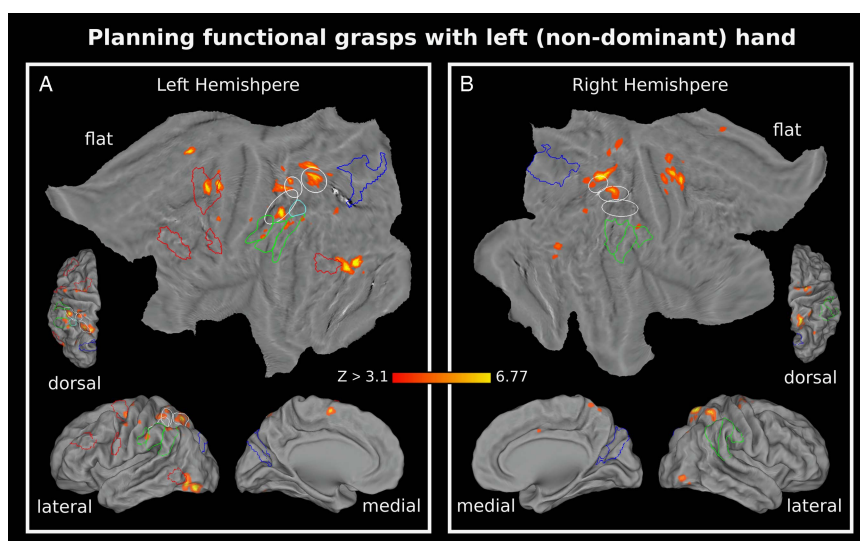 Planning functional grasps with left (non-dominant) hand
A
Left Hemishpere
flat
dorsal
lateral
medial
B
Right Hemishpere
flat
dorsal
medial
lateral
Z > 3.1
6.77